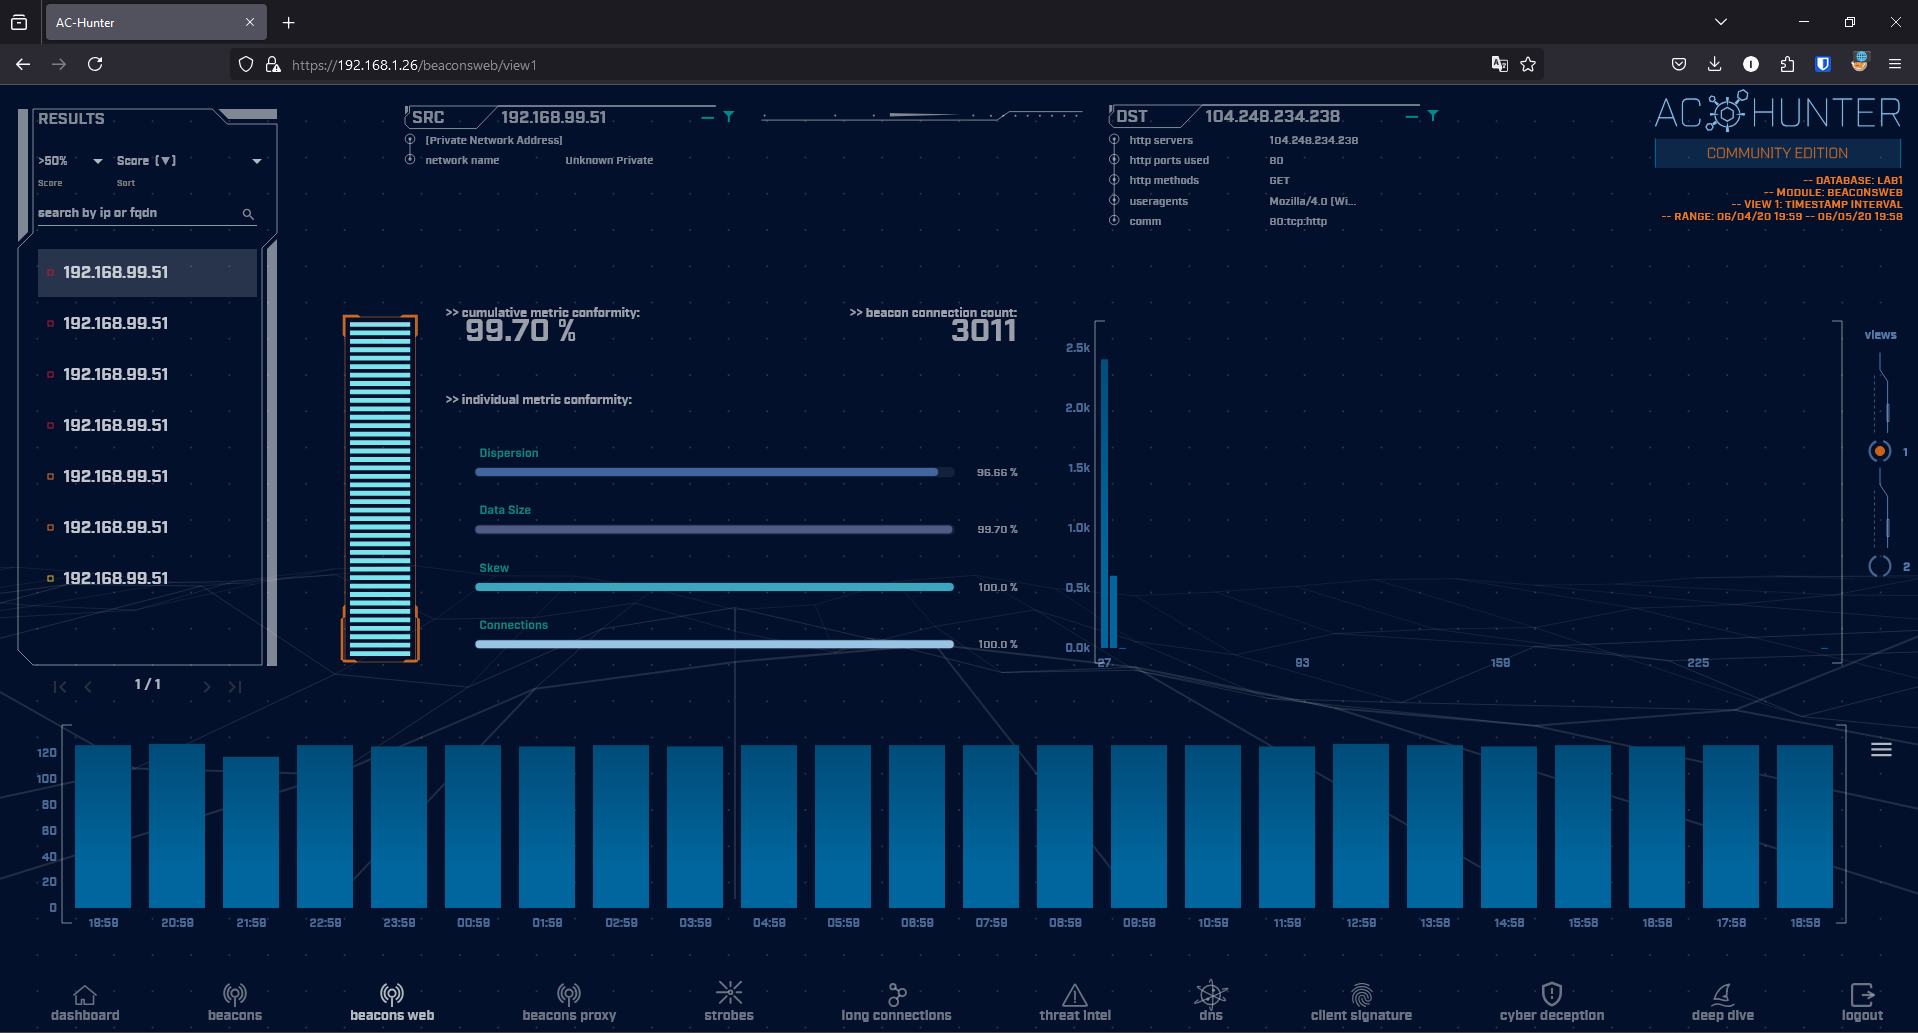 AC-Hunter
https://192.168.1.26/beaconsweb/view1
RESULTS
>50%
Score [▼]
Score
Sort
search by ip or fqdn
192.168.99.51
192.168.99.51
192.168.99.51
192.168.99.51
192.168.99.51
192.168.99.51
192.168.99.51
1 / 1
SRC 192.168.99.51
[Private Network Address]
network name Unknown Private
DST 104.248.234.238
http servers 104.248.234.238
http ports used 80
http methods GET
useragents Mozilla/4.0 (Wi...
comm 80:tcp:http
AC HUNTER
COMMUNITY EDITION
-- DATABASE: LAB1
-- MODULE: BEACONSWEB
-- VIEW 1: TIMESTAMP INTERVAL
-- RANGE: 06/04/20 19:59 -- 06/05/20 19:58
>> cumulative metric conformity:
99.70 %
>> beacon connection count:
3011
>> individual metric conformity:
Dispersion
96.66 %
Data Size
99.70 %
Skew
100.0 %
Connections
100.0 %
2.5k
2.0k
1.5k
1.0k
0.5k
0.0k
27 93 159 225
views
1
2
120
100
80
60
40
20
0
19:59 20:59 21:59 22:59 23:59 00:59 01:59 02:59 03:59 04:59 05:59 06:59 07:59 08:59 09:59 10:59 11:59 12:59 13:58 14:58 15:58 16:58 17:58 18:58
dashboard beacons beacons web beacons proxy strobes long connections threat intel dns client signature cyber deception deep dive logout